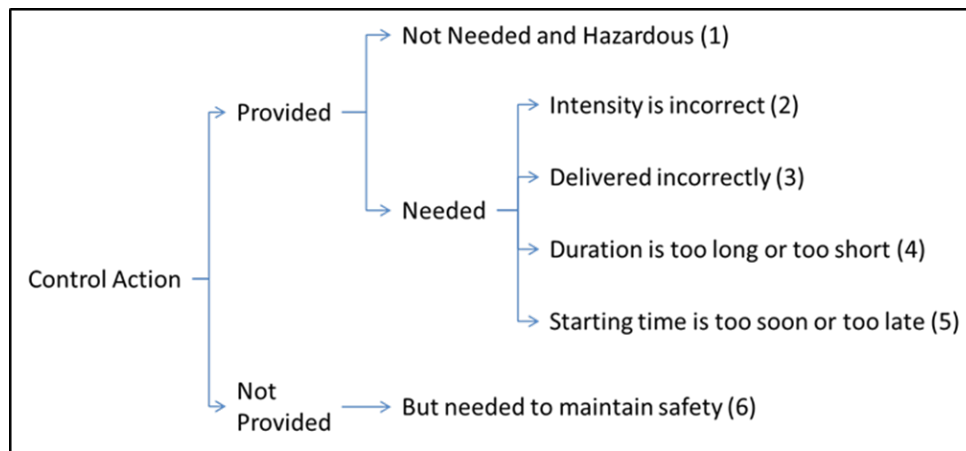 Not Needed and Hazardous (1)
Provided
Intensity is incorrect (2)
Delivered incorrectly (3)
Needed
Duration is too long or too short (4)
Control Action
Starting time is too soon or too late (5)
Not
Provided
But needed to maintain safety (6)